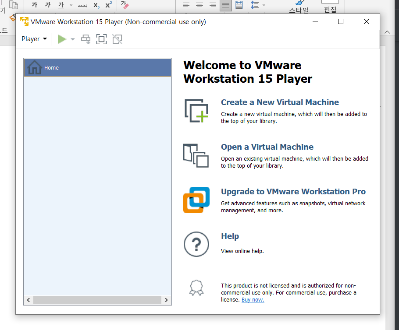 가 가 가
스타일 편집
VMware Workstation 15 Player (Non-commercial use only)
Player
Home
Welcome to VMware
Workstation 15 Player
Create a New Virtual Machine
Create a new virtual machine, which will then be added
to the top of your library.
Open a Virtual Machine
Open an existing virtual machine, which will then be added
to the top of your library.
Upgrade to VMware Workstation Pro
Get advanced features such as snapshots, virtual network
management, and more.
Help
View online help.
This product is not licensed and is authorized for non-
commercial use only. For commercial use, purchase a
license. Buy now.